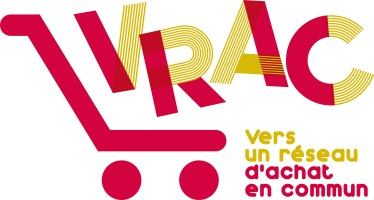 VRAC
Vers
un réseau
d'achat
en commun